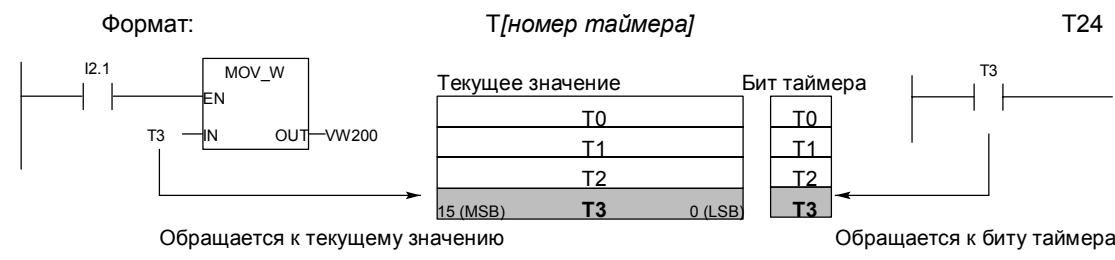 Формат: T[номер таймера] T24
I2.1 MOV_W T3
EN
Текущее значение Бит таймера
T0 T0
T3 IN OUT VW200
T1 T1
T2 T2
15 (MSB) T3 0 (LSB) T3
Обращается к текущему значению Обращается к биту таймера